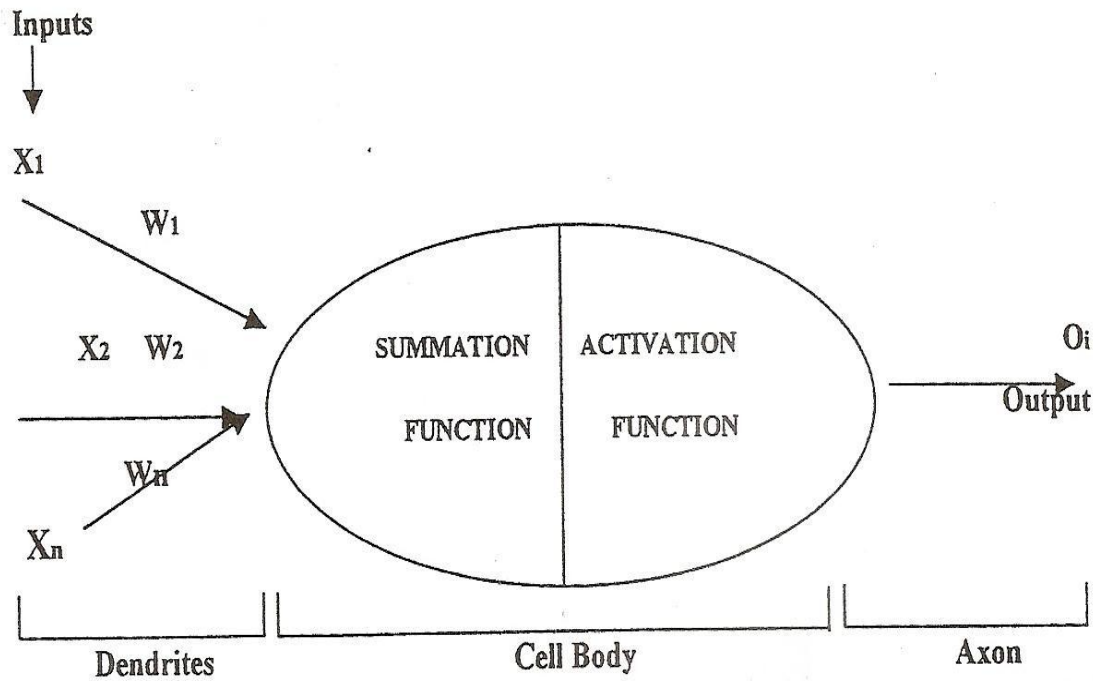 Inputs
X1
W1
X2 W2
SUMMATION ACTIVATION
Oi
FUNCTION FUNCTION
Output
Wn
Xn
Dendrites Cell Body Axon